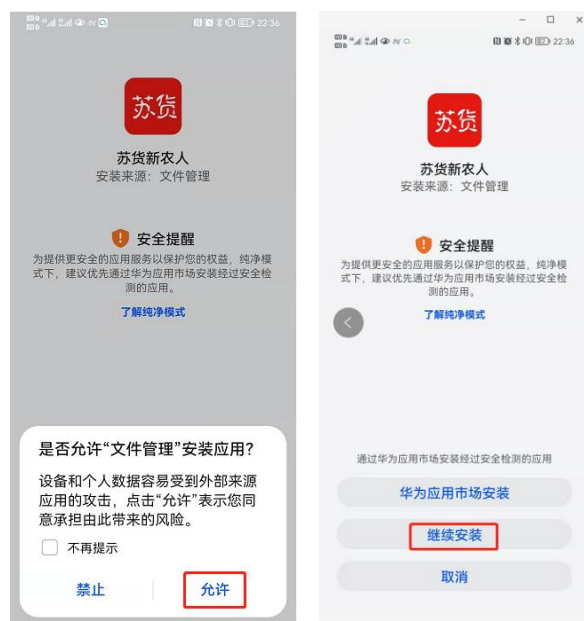 22:36
苏货
苏货新农人
安装来源：文件管理
安全提醒
为提供更安全的应用服务以保护您的权益，纯净模
式下，建议优先通过华为应用市场安装经过安全检
测的应用。
了解纯净模式
是否允许“文件管理”安装应用？
设备和个人数据容易受到外部来源
应用的攻击，点击“允许”表示您同
意承担由此带来的风险。
不再提示
禁止
允许
22:36
苏货
苏货新农人
安装来源：文件管理
安全提醒
为提供更安全的应用服务以保护您的权益，纯净模
式下，建议优先通过华为应用市场安装经过安全检
测的应用。
了解纯净模式
通过华为应用市场安装经过安全检测的应用
华为应用市场安装
继续安装
取消